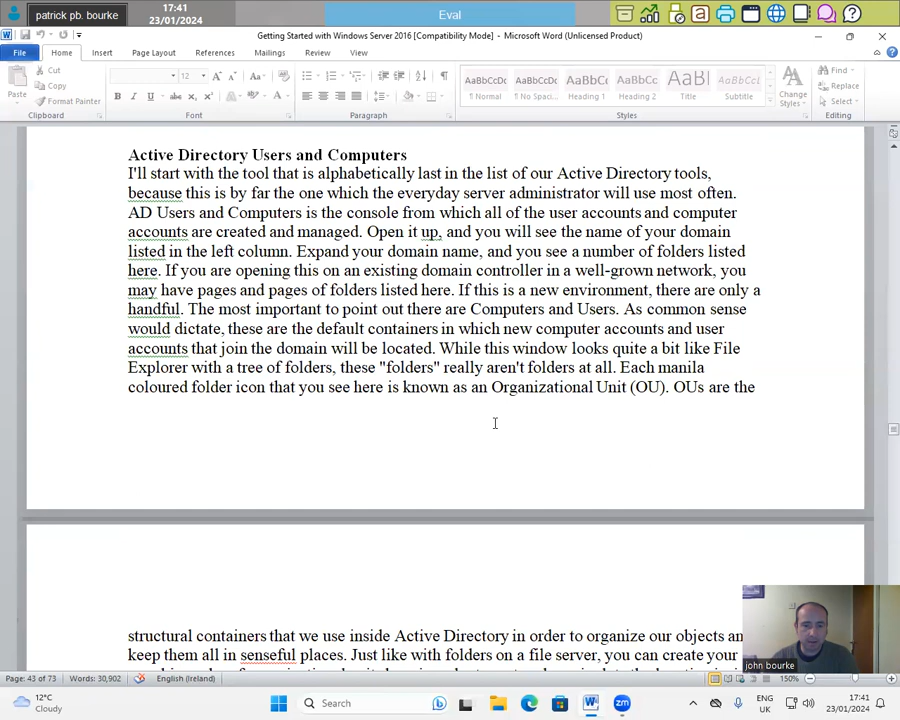 patrick pb. bourke
17:41
23/01/2024
Eval
Getting Started with Windows Server 2016 [Compatibility Mode] - Microsoft Word (Unlicensed Product)
File Home Insert Page Layout References Mailings Review View
Paste
Cut
Copy
Format Painter
12
AaBbCcDc AaBbCcDc AaBbC AaBbCc AaBl AaBbCcl
¶ Normal ¶ No Spaci... Heading 1 Heading 2 Title Subtitle
Change
Styles
Find
Replace
Select
Clipboard Font Paragraph Styles Editing
Active Directory Users and Computers
I'll start with the tool that is alphabetically last in the list of our Active Directory tools,
because this is by far the one which the everyday server administrator will use most often.
AD Users and Computers is the console from which all of the user accounts and computer
accounts are created and managed. Open it up, and you will see the name of your domain
listed in the left column. Expand your domain name, and you see a number of folders listed
here. If you are opening this on an existing domain controller in a well-grown network, you
may have pages and pages of folders listed here. If this is a new environment, there are only a
handful. The most important to point out there are Computers and Users. As common sense
would dictate, these are the default containers in which new computer accounts and user
accounts that join the domain will be located. While this window looks quite a bit like File
Explorer with a tree of folders, these "folders" really aren't folders at all. Each manila
coloured folder icon that you see here is known as an Organizational Unit (OU). OUs are the
structural containers that we use inside Active Directory in order to organize our objects an
keep them all in senseful places. Just like with folders on a file server, you can create your
john bourke
Page: 43 of 73 Words: 30,902 English (Ireland) 150%
12°C
Cloudy
Search
ENG
UK
17:41
23/01/2024